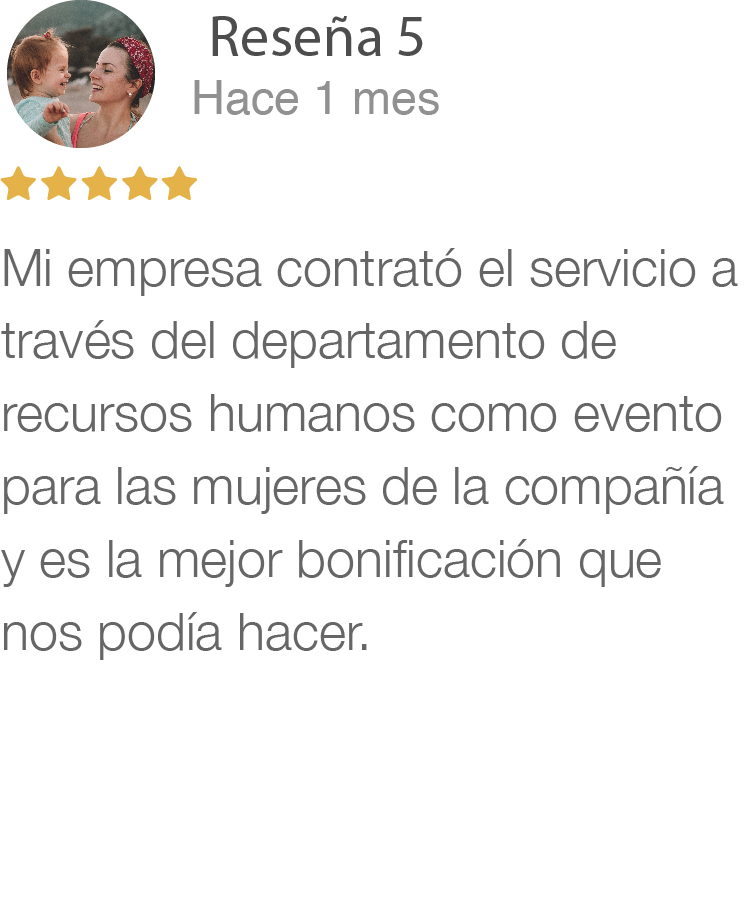 Reseña 5
Hace 1 mes
Mi empresa contrató el servicio a
través del departamento de
recursos humanos como evento
para las mujeres de la compañía
y es la mejor bonificación que
nos podía hacer.